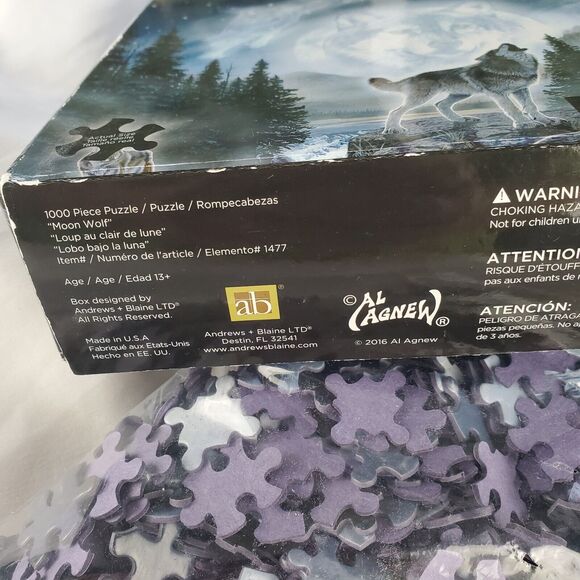 Actual Size
Taille réelle
Tamaño real
1000 Piece Puzzle / Puzzle / Rompecabezas
"Moon Wolf"
"Loup au clair de lune"
"Lobo bajo la luna"
Item# / Numéro de l'article / Elemento# 1477
Age / Age / Edad 13+
Box designed by
Andrews + Blaine LTD®
All Rights Reserved.
Made in U.S.A
Fabriqué aux Etats-Unis
Hecho en EE. UU.
ab®
Andrews + Blaine LTD®
Destin, FL 32541
www.andrewsblaine.com
© AL AGNEW®
© 2016 Al Agnew
⚠ WARNI
CHOKING HAZA
Not for children u
ATTENTION
RISQUE D'ÉTOUFF
pas aux enfants de
ATENCIÓN:
PELIGRO DE ATRAGA
piezas pequeñas. No a
de 3 años.